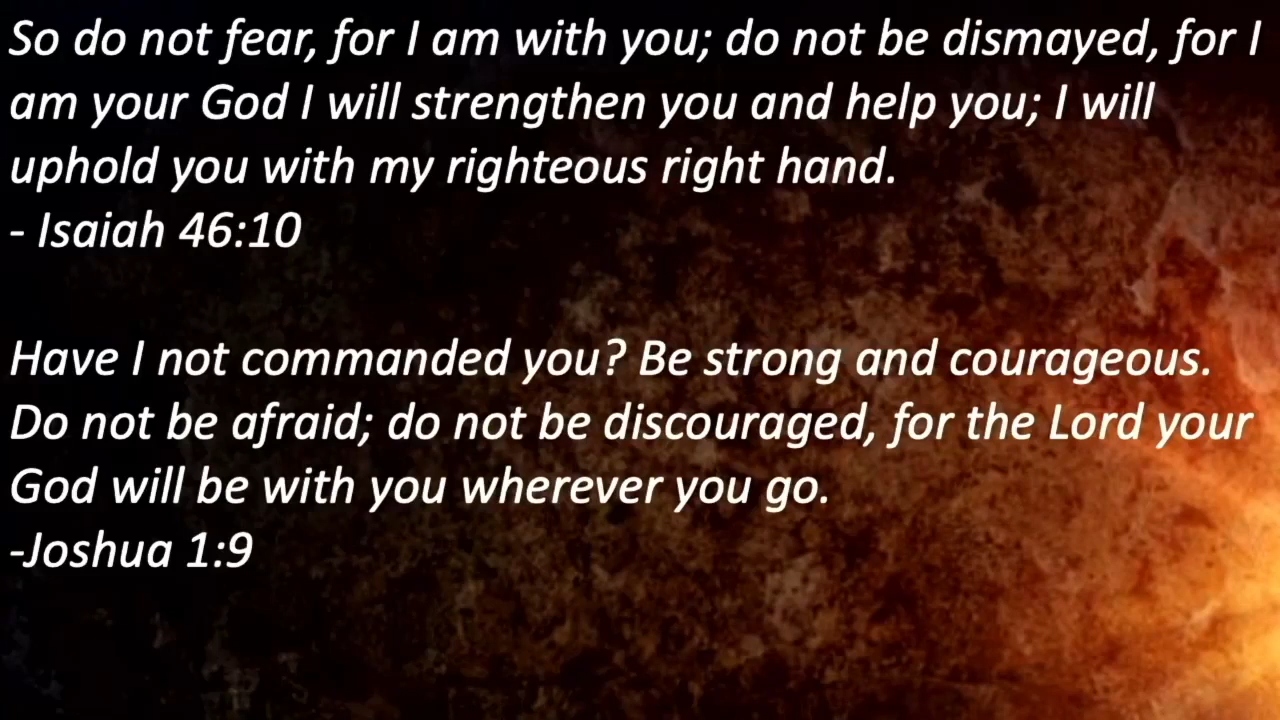 So do not fear, for I am with you; do not be dismayed, for I
am your God I will strengthen you and help you; I will
uphold you with my righteous right hand.
- Isaiah 46:10
Have I not commanded you? Be strong and courageous.
Do not be afraid; do not be discouraged, for the Lord your
God will be with you wherever you go.
-Joshua 1:9